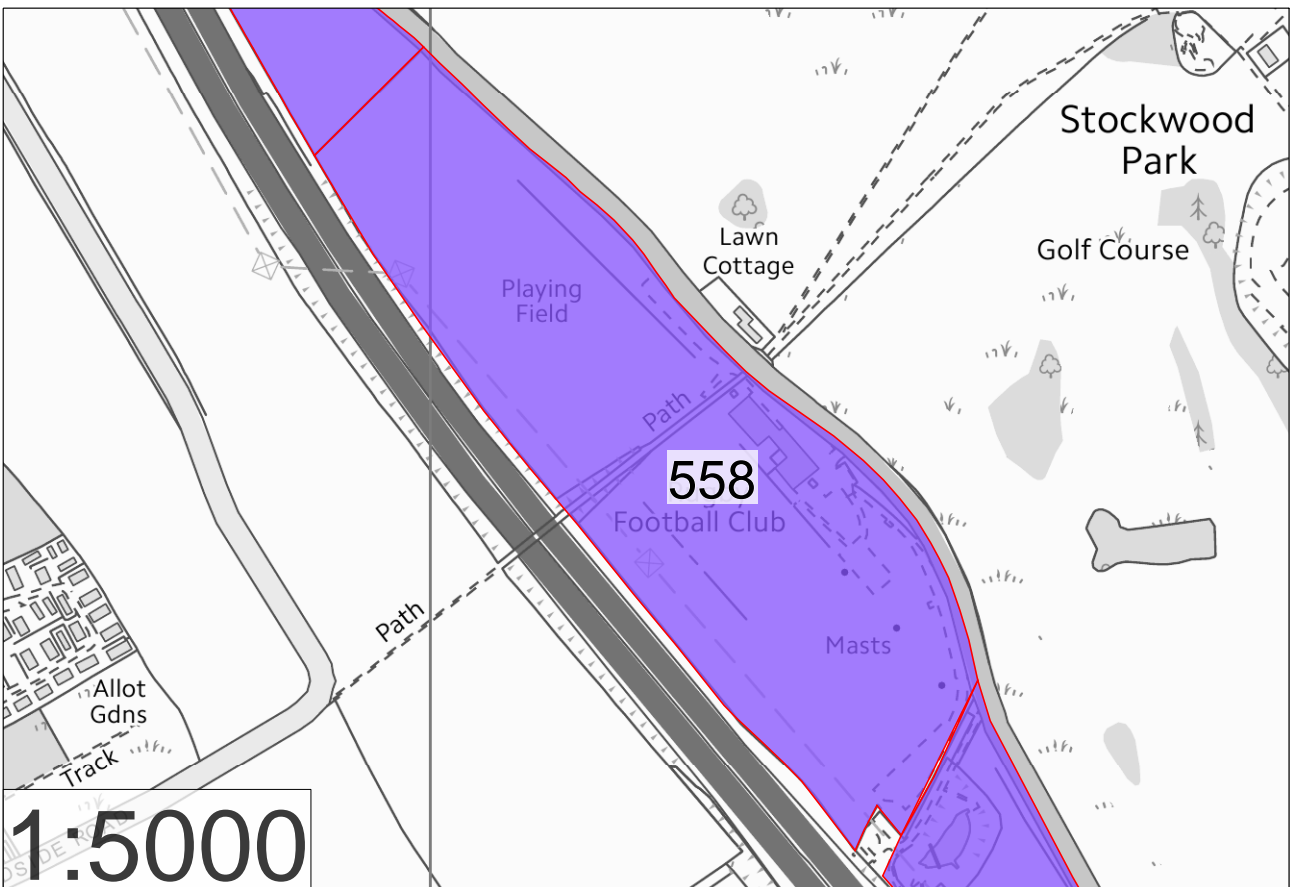 Stockwood
Park
Lawn
Cottage
Golf Course
Playing
Field
Path
558
Football Club
Path
Masts
Allot
Gdns
Track
1:5000